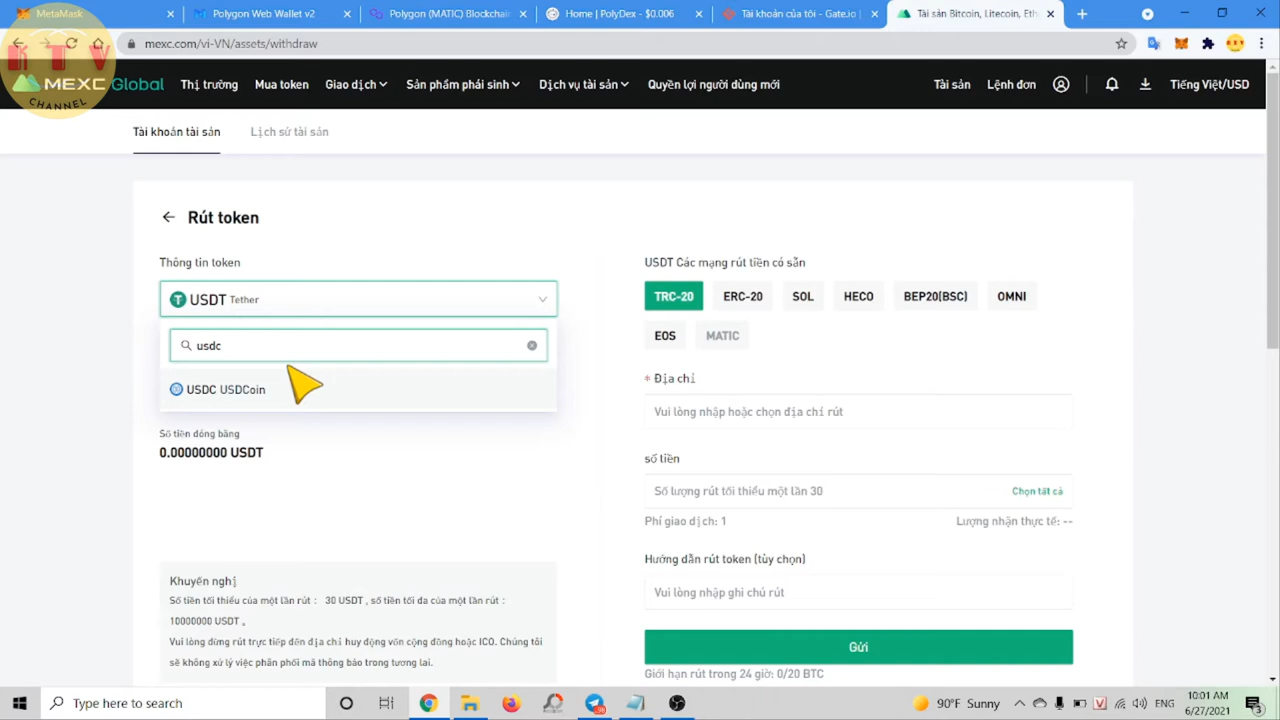 MetaMask
Polygon Web Wallet v2
Polygon (MATIC) Blockchain
Home | PolyDex - $0.006
Tài khoản của tôi - Gate.io |
Tài sản Bitcoin, Litecoin, Eth
mexc.com/vi-VN/assets/withdraw
KTV
CHANNEL
MEXC Global
Thị trường
Mua token
Giao dịch
Sản phẩm phái sinh
Dịch vụ tài sản
Quyền lợi người dùng mới
Tài sản
Lệnh đơn
Tiếng Việt/USD
Tài khoản tài sản
Lịch sử tài sản
Rút token
Thông tin token
USDT Tether
usdc
USDC USDCoin
Số tiền đóng băng
0.00000000 USDT
Khuyến nghị
Số tiền tối thiểu của một lần rút : 30 USDT , số tiền tối đa của một lần rút :
10000000 USDT 。
Vui lòng đừng rút trực tiếp đến địa chỉ huy động vốn cộng đồng hoặc ICO. Chúng tôi
sẽ không xử lý việc phân phối mã thông báo trong tương lai.
USDT Các mạng rút tiền có sẵn
TRC-20
ERC-20
SOL
HECO
BEP20(BSC)
OMNI
EOS
MATIC
* Địa chỉ
Vui lòng nhập hoặc chọn địa chỉ rút
số tiền
Số lượng rút tối thiểu một lần 30
Chọn tất cả
Phí giao dịch: 1
Lượng nhận thực tế: --
Hướng dẫn rút token (tùy chọn)
Vui lòng nhập ghi chú rút
Gửi
Giới hạn rút trong 24 giờ: 0/20 BTC
Type here to search
90°F Sunny
ENG
10:01 AM
6/27/2021
3